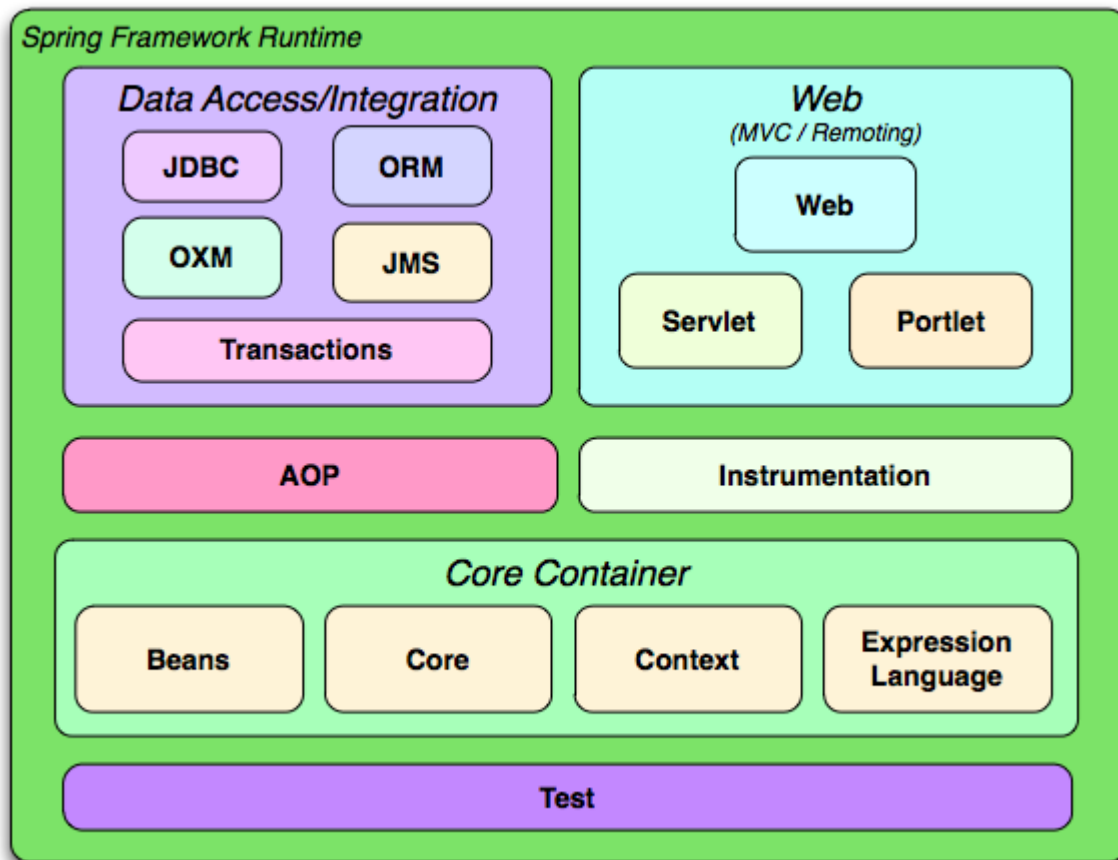 Spring Framework Runtime
Data Access/Integration
JDBC
ORM
OXM
JMS
Transactions
Web
(MVC / Remoting)
Web
Servlet
Portlet
AOP
Instrumentation
Core Container
Beans
Core
Context
Expression
Language
Test